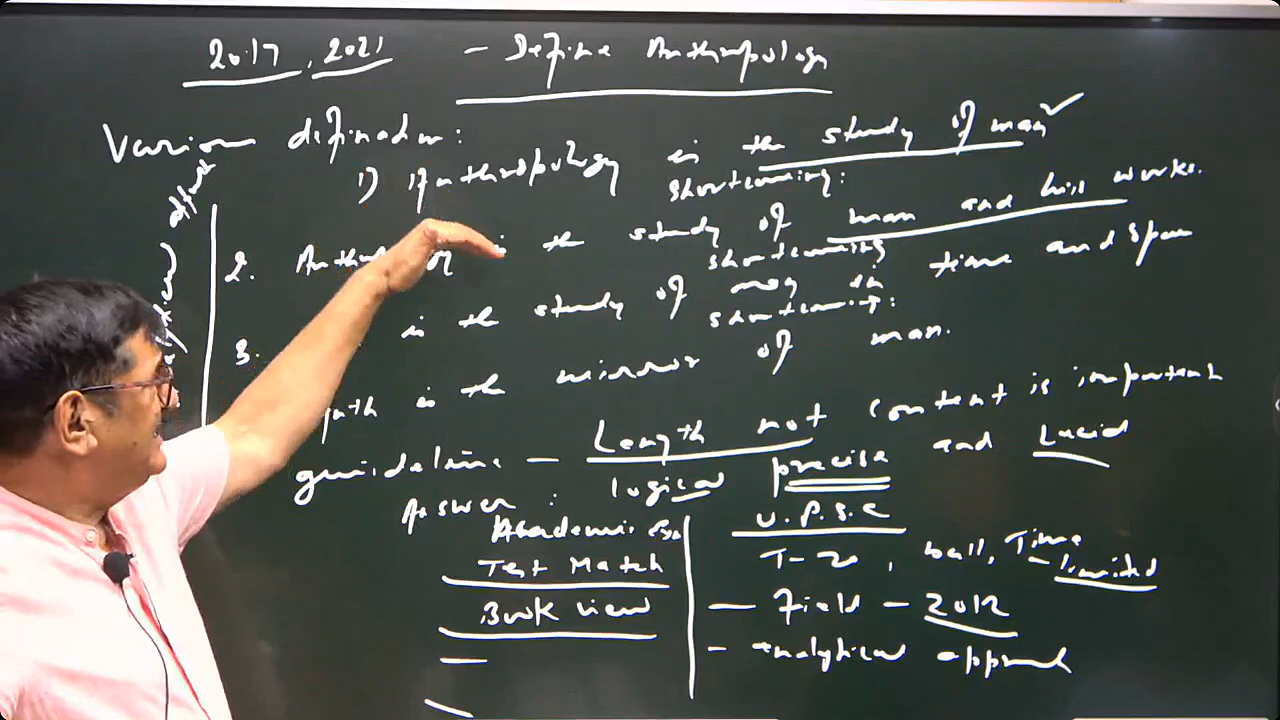 2017, 2021 - Define Anthropology
Various defination:
1) Anthropology is the study of man ✓
shortcoming:
2. is the study of man and his works.
shortcoming
3. is the study of man in time and space
shortcoming:
is the mirror of man.
guideline - Length not content is important
Answer : logical precise and Lucid
Academic U.P.S.C
Test Match T-20, ball, Time
- Limited
Book view - Field - 2012
- - analytical approach